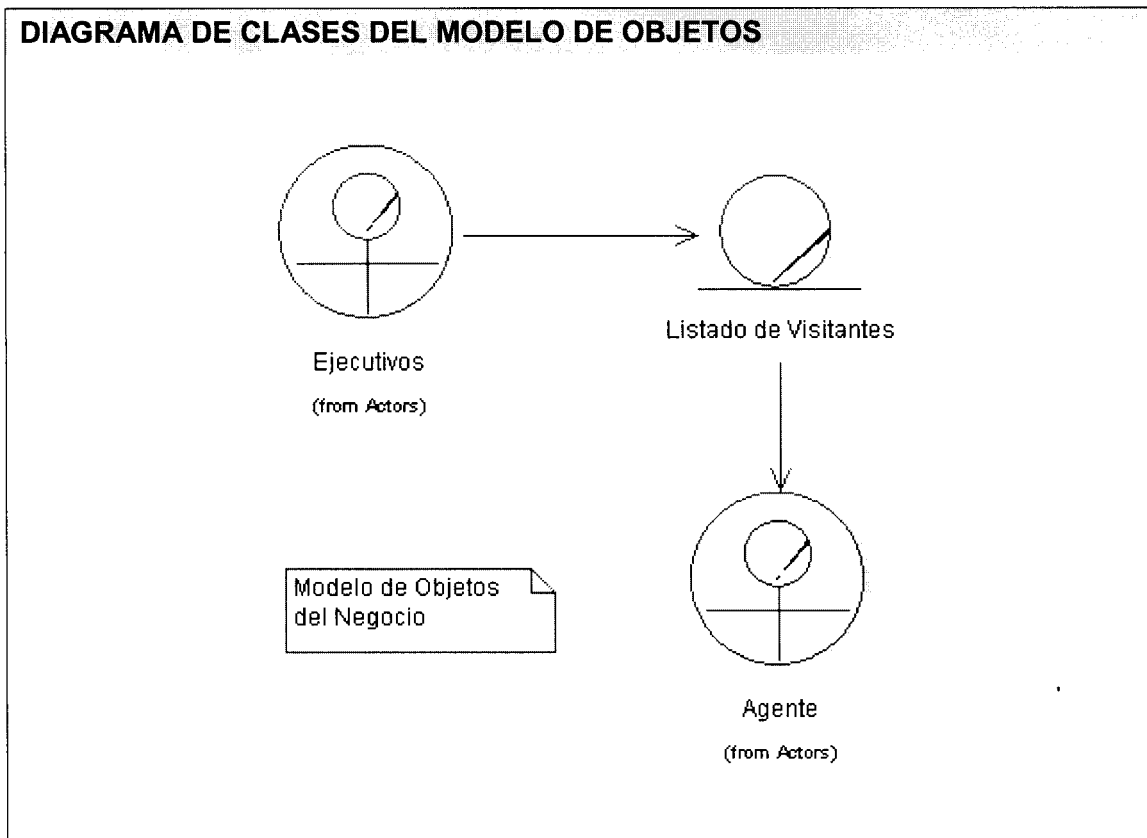 DIAGRAMA DE CLASES DEL MODELO DE OBJETOS
Ejecutivos
(from Actors)
Listado de Visitantes
Modelo de Objetos
del Negocio
Agente
(from Actors)